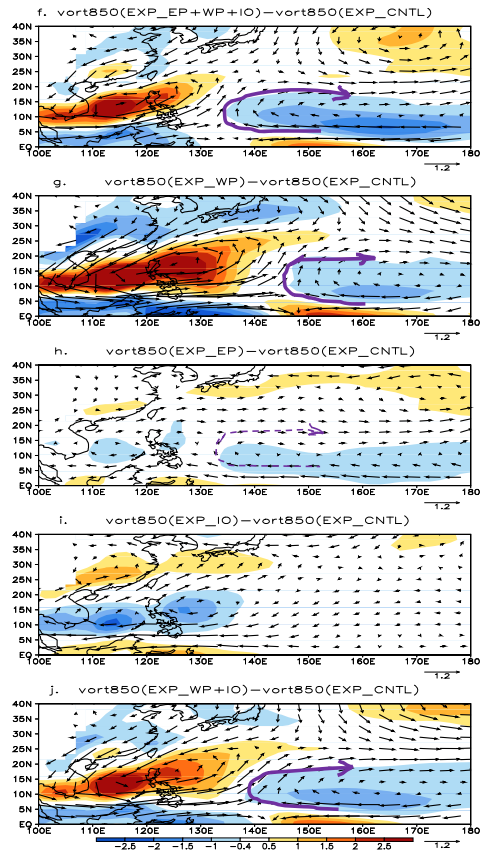 f. vort850(EXP_EP+WP+IO)−vort850(EXP_CNTL)
40N
35N
30N
25N
20N
15N
10N
5N
EQ
100E 110E 120E 130E 140E 150E 160E 170E 180
1.2
g. vort850(EXP_WP)−vort850(EXP_CNTL)
40N
35N
30N
25N
20N
15N
10N
5N
EQ
100E 110E 120E 130E 140E 150E 160E 170E 180
1.2
h. vort850(EXP_EP)−vort850(EXP_CNTL)
40N
35N
30N
25N
20N
15N
10N
5N
EQ
100E 110E 120E 130E 140E 150E 160E 170E 180
1.2
i. vort850(EXP_IO)−vort850(EXP_CNTL)
40N
35N
30N
25N
20N
15N
10N
5N
EQ
100E 110E 120E 130E 140E 150E 160E 170E 180
1.2
j. vort850(EXP_WP+IO)−vort850(EXP_CNTL)
40N
35N
30N
25N
20N
15N
10N
5N
EQ
100E 110E 120E 130E 140E 150E 160E 170E 180
−2.5 −2 −1.5 −1 −0.4 0.5 1 1.5 2 2.5 1.2